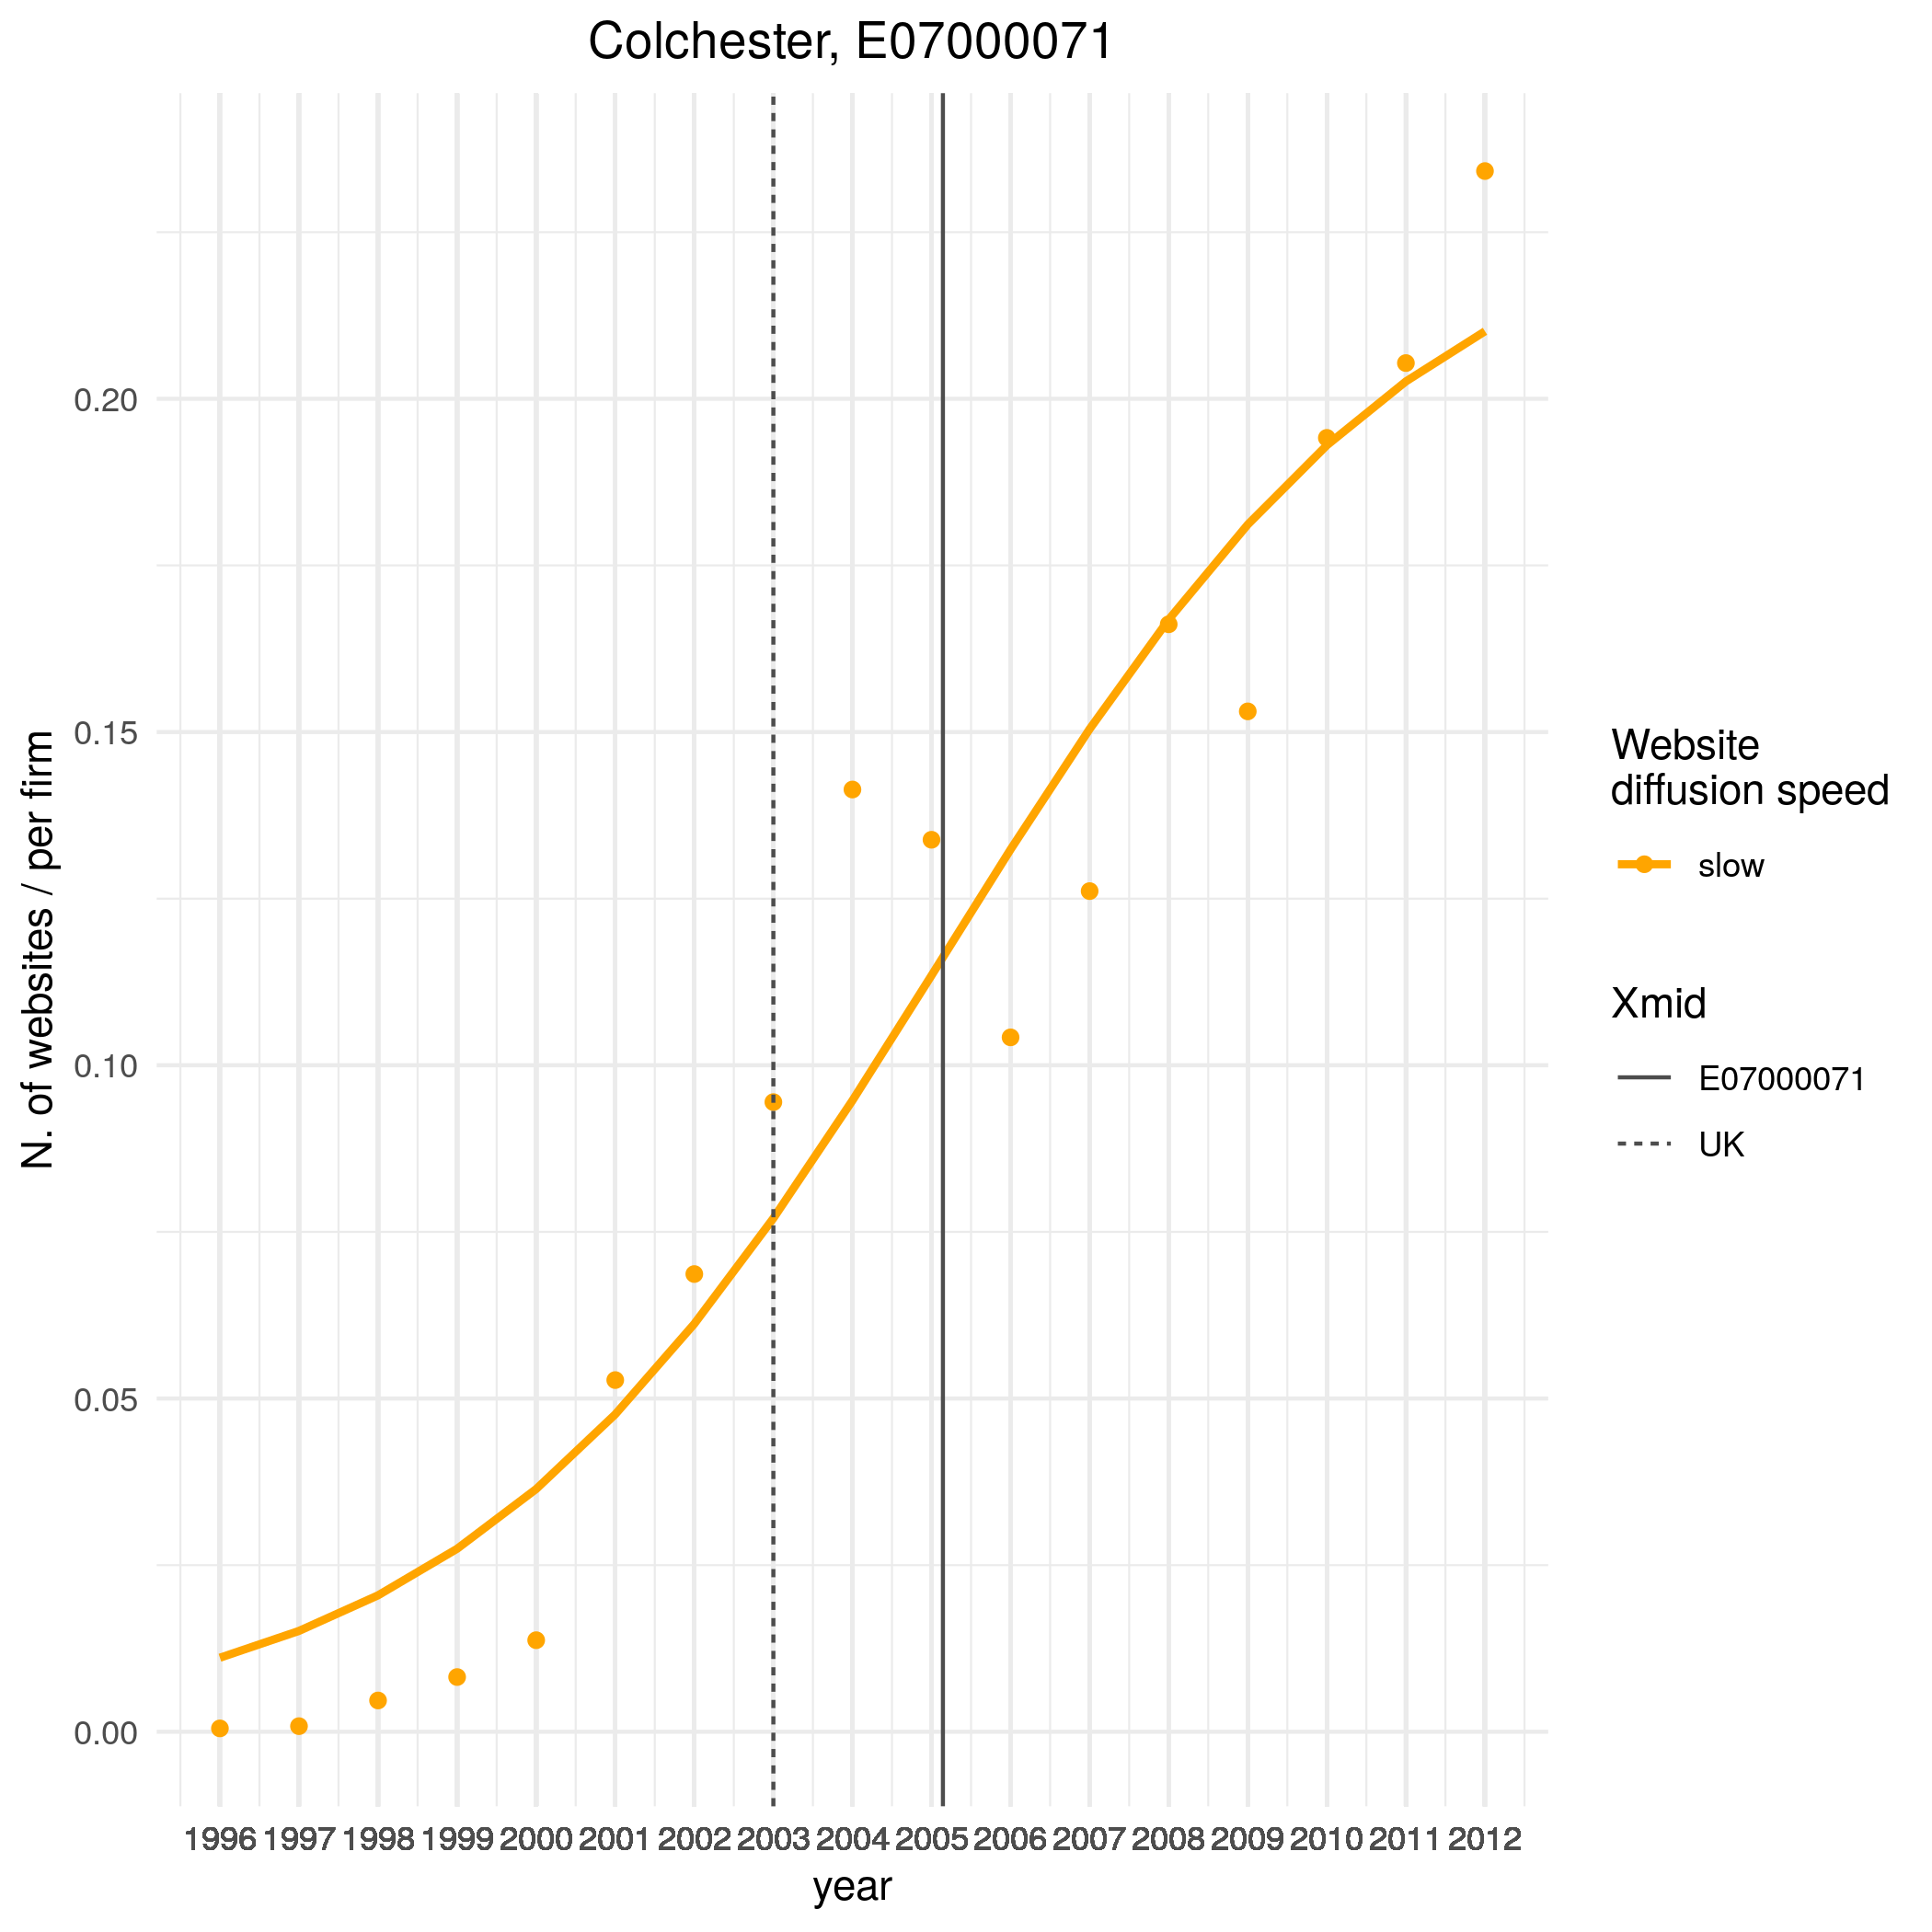 Colchester, E07000071
N. of websites / per firm
0.20
0.15
0.10
0.05
0.00
1996 1997 1998 1999 2000 2001 2002 2003 2004 2005 2006 2007 2008 2009 2010 2011 2012
year
Website
diffusion speed
slow
Xmid
E07000071
UK